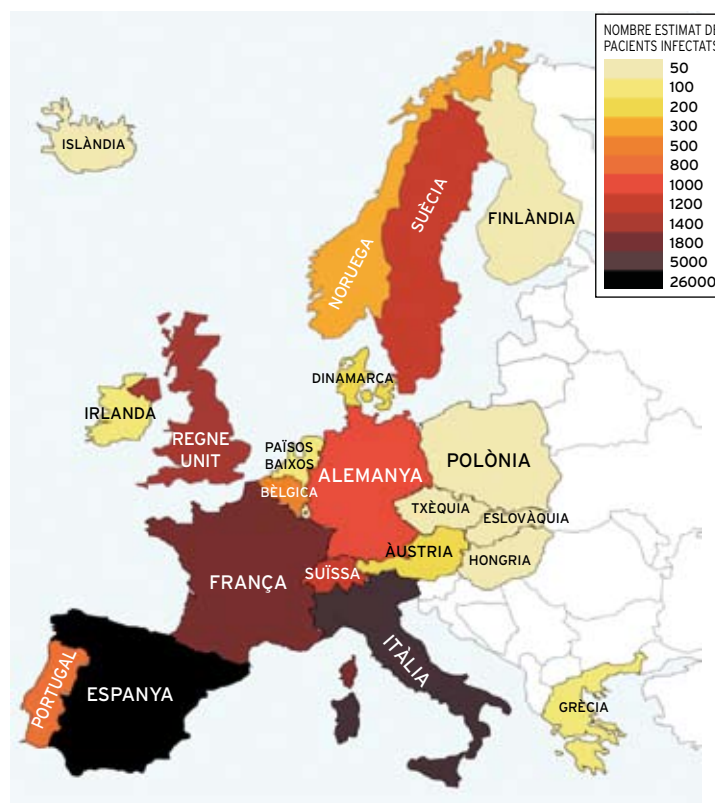 NOMBRE ESTIMAT DE
PACIENTS INFECTATS
50
100
200
300
500
800
1000
1200
1400
1800
5000
26000
ISLÀNDIA
SUÈCIA
FINLÀNDIA
NORUEGA
DINAMARCA
IRLANDA
REGNE
UNIT
PAÏSOS
BAIXOS
BÈLGICA
ALEMANYA
POLÒNIA
TXÈQUIA
ESLOVÀQUIA
ÀUSTRIA
HONGRIA
FRANÇA
SUÏSSA
ITÀLIA
PORTUGAL
ESPANYA
GRÈCIA